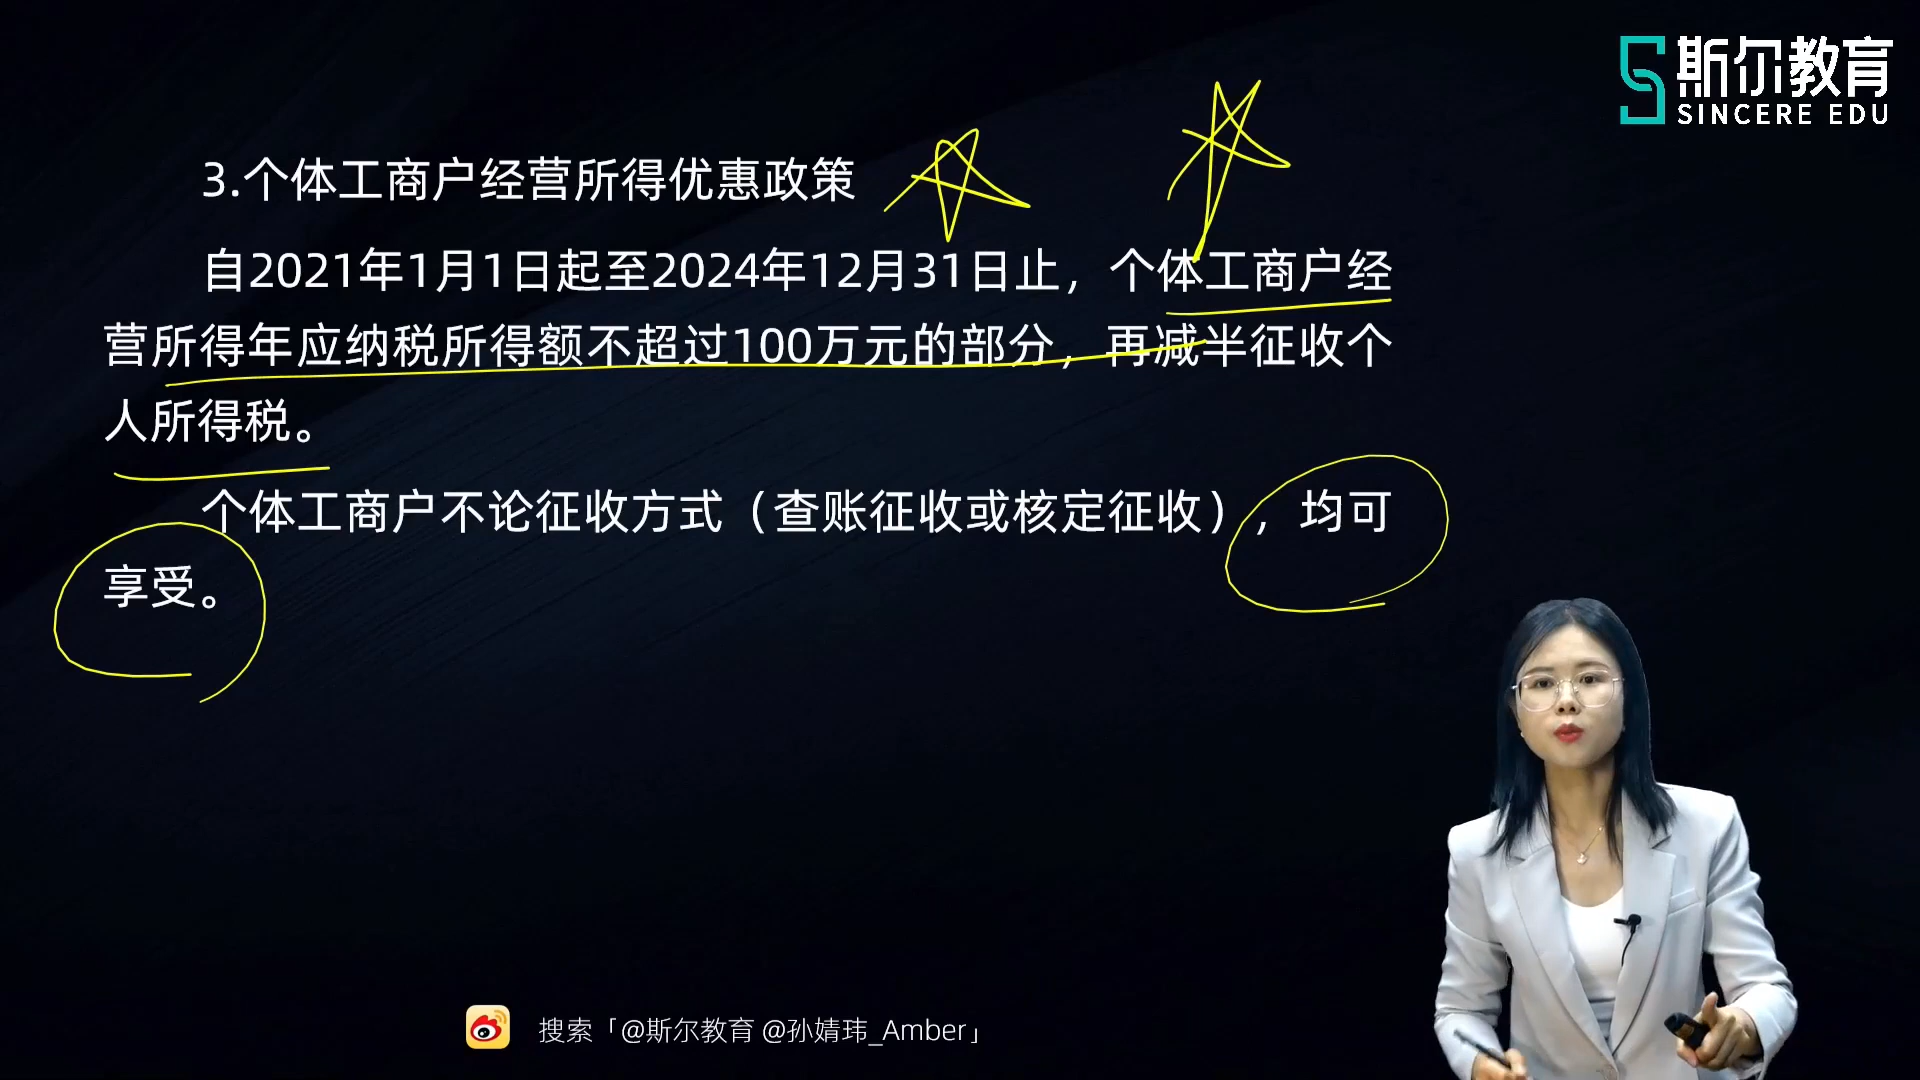 斯尔教育
SINCERE EDU
3.个体工商户经营所得优惠政策
自2021年1月1日起至2024年12月31日止，个体工商户经
营所得年应纳税所得额不超过100万元的部分，再减半征收个
人所得税。
个体工商户不论征收方式（查账征收或核定征收），均可
享受。
搜索「@斯尔教育 @孙婧玮_Amber」